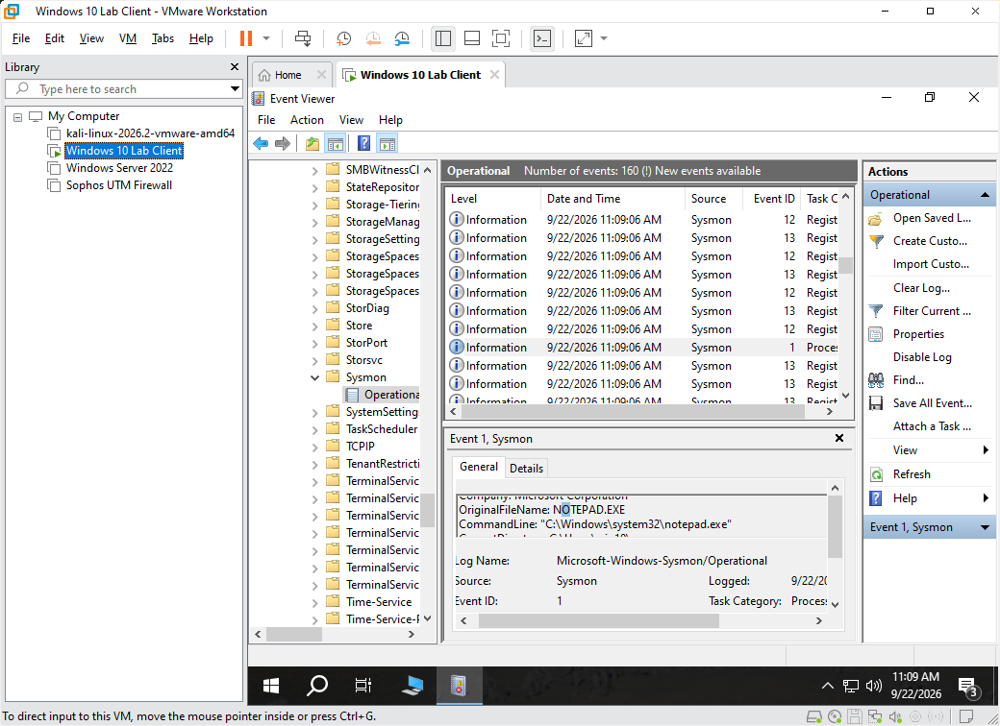 Windows 10 Lab Client - VMware Workstation
File Edit View VM Tabs Help
Library
Type here to search
My Computer
kali-linux-2026.2-vmware-amd64
Windows 10 Lab Client
Windows Server 2022
Sophos UTM Firewall
Home
Windows 10 Lab Client
Event Viewer
File Action View Help
SMBWitnessCl
StateRepositor
Storage-Tiering
StorageManag
StorageSetting
StorageSpaces
StorageSpaces
StorageSpaces
StorDiag
Store
StorPort
Storsvc
Sysmon
Operationa
SystemSettings
TaskScheduler
TCPIP
TenantRestricti
TerminalServic
TerminalServic
TerminalServic
TerminalServic
TerminalServic
TerminalServic
TerminalServic
Time-Service
Time-Service-P
Operational Number of events: 160 (!) New events available
Level Date and Time Source Event ID Task C
Information 9/22/2026 11:09:06 AM Sysmon 12 Regist
Information 9/22/2026 11:09:06 AM Sysmon 13 Regist
Information 9/22/2026 11:09:06 AM Sysmon 12 Regist
Information 9/22/2026 11:09:06 AM Sysmon 13 Regist
Information 9/22/2026 11:09:06 AM Sysmon 12 Regist
Information 9/22/2026 11:09:06 AM Sysmon 13 Regist
Information 9/22/2026 11:09:06 AM Sysmon 12 Regist
Information 9/22/2026 11:09:06 AM Sysmon 1 Proces
Information 9/22/2026 11:09:06 AM Sysmon 13 Regist
Information 9/22/2026 11:09:06 AM Sysmon 13 Regist
Information 9/22/2026 11:09:06 AM Sysmon 13 Regist
Event 1, Sysmon
General Details
Company: Microsoft Corporation
OriginalFileName: NOTEPAD.EXE
CommandLine: "C:\Windows\system32\notepad.exe"
Log Name: Microsoft-Windows-Sysmon/Operational
Source: Sysmon Logged: 9/22/20
Event ID: 1 Task Category: Process
Actions
Operational
Open Saved L...
Create Custo...
Import Custo...
Clear Log...
Filter Current ...
Properties
Disable Log
Find...
Save All Event...
Attach a Task ...
View
Refresh
Help
Event 1, Sysmon
11:09 AM
9/22/2026
3
To direct input to this VM, move the mouse pointer inside or press Ctrl+G.